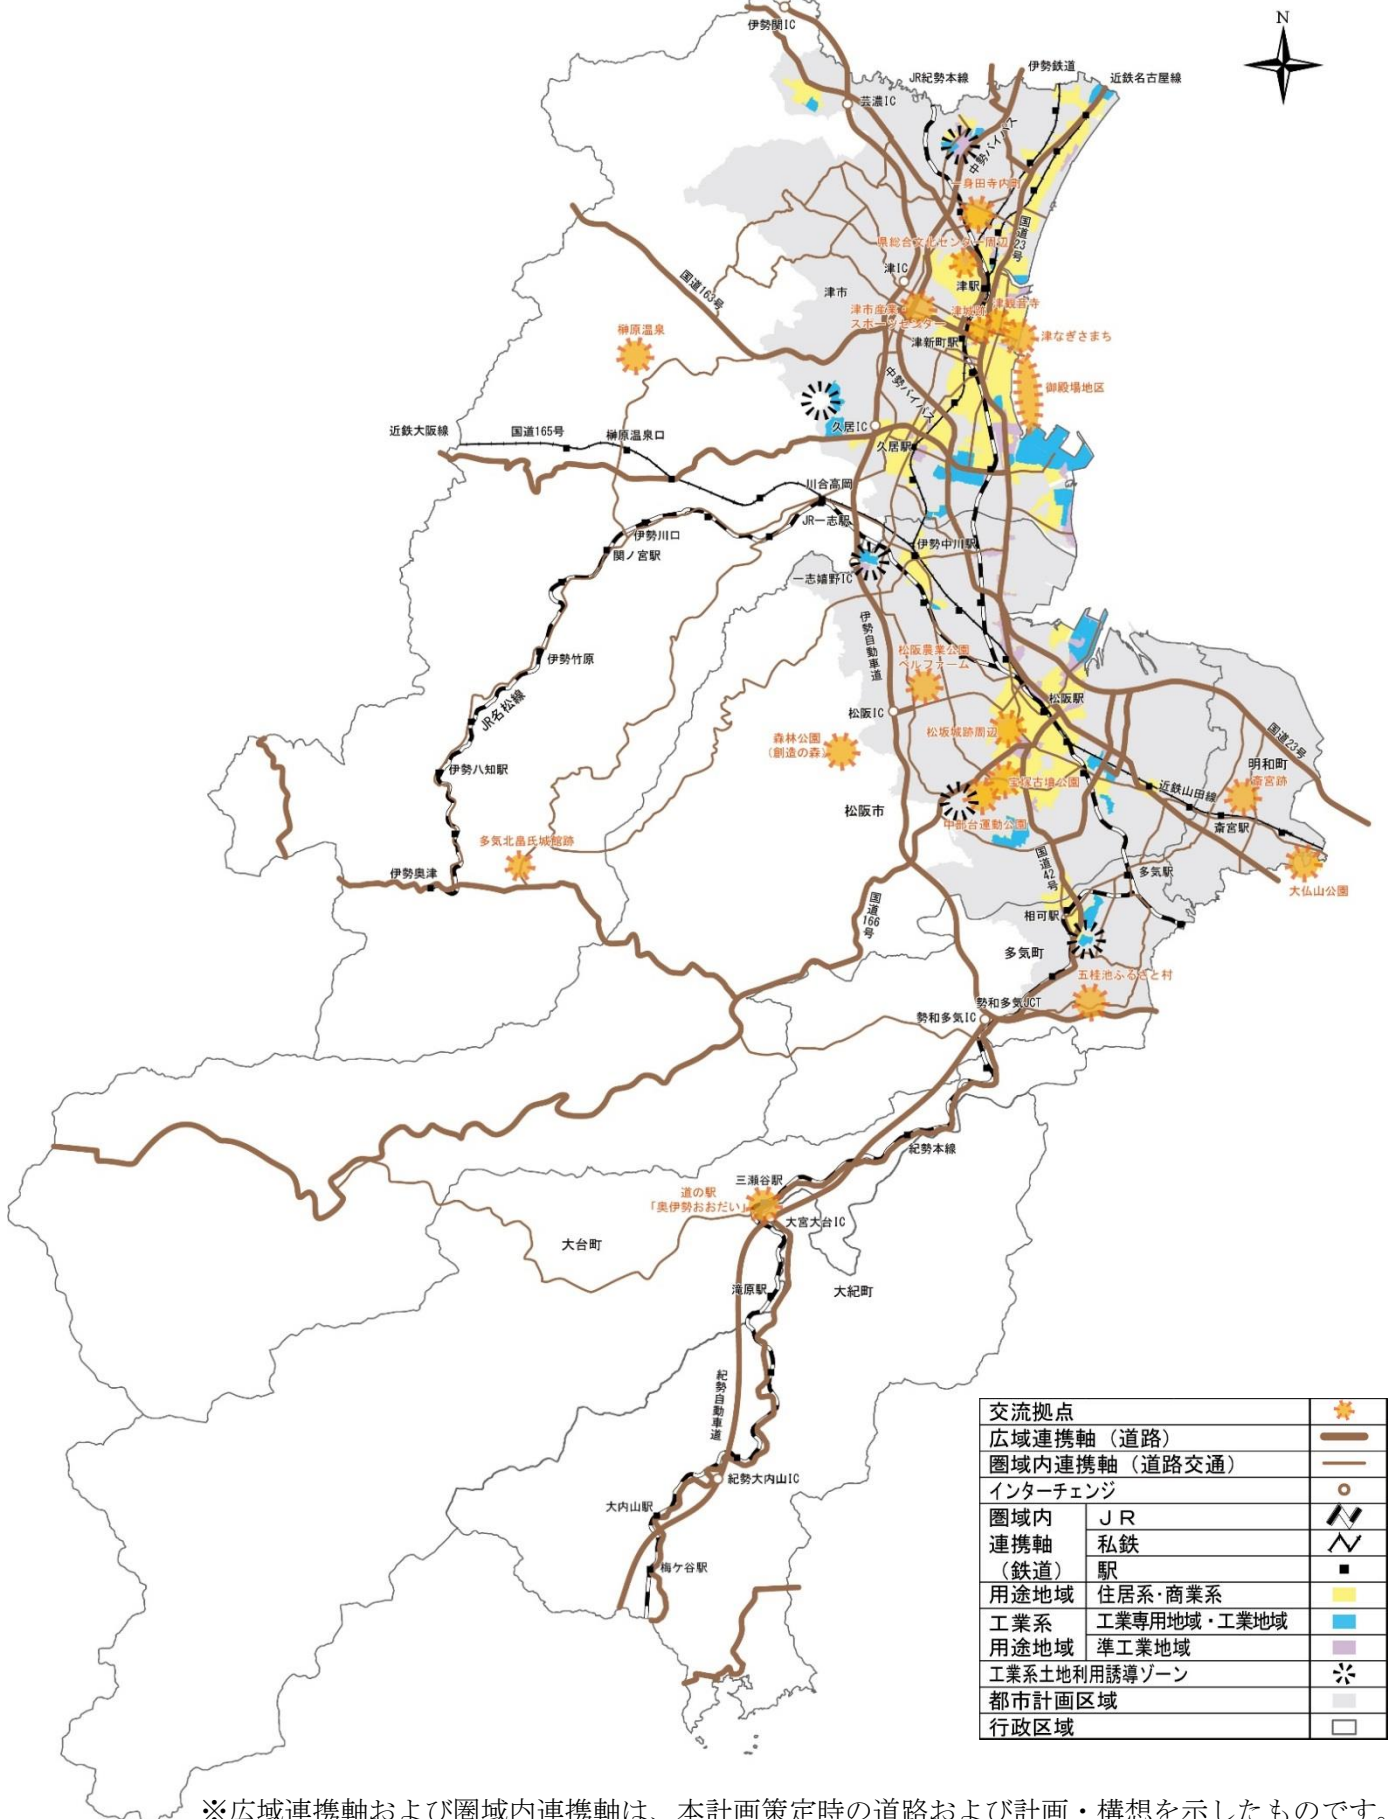 N
伊勢関IC
芸濃IC
JR紀勢本線
伊勢鉄道
近鉄名古屋線
中勢バイパス
一身田寺内町
国道23号
県総合文化センター周辺
国道163号
津IC
津駅
津市
津市産業・
スポーツセンター
津城跡
津観音寺
榊原温泉
津新町駅
津なぎさまち
中勢バイパス
御殿場地区
近鉄大阪線
国道165号
榊原温泉口
久居IC
久居駅
川合高岡
JR一志駅
伊勢川口
関ノ宮駅
伊勢中川駅
一志嬉野IC
伊勢自動車道
伊勢竹原
松阪農業公園
ベルファーム
JR名松線
松阪IC
松阪駅
松坂城跡周辺
森林公園
（創造の森）
国道23号
明和町
伊勢八知駅
宝塚古墳公園
近鉄山田線
斎宮跡
松阪市
中部台運動公園
斎宮駅
多気北畠氏城館跡
国道42号
伊勢奥津
多気駅
大仏山公園
国道166号
相可駅
多気町
五桂池ふるさと村
勢和多気JCT
勢和多気IC
紀勢本線
三瀬谷駅
道の駅
「奥伊勢おおだい」
大宮大台IC
大台町
滝原駅
大紀町
紀勢自動車道
紀勢大内山IC
大内山駅
梅ケ谷駅
交流拠点
広域連携軸（道路）
圏域内連携軸（道路交通）
インターチェンジ
圏域内 ＪＲ
連携軸 私鉄
（鉄道） 駅
用途地域 住居系・商業系
工業系 工業専用地域・工業地域
用途地域 準工業地域
工業系土地利用誘導ゾーン
都市計画区域
行政区域
※広域連携軸および圏域内連携軸は、本計画策定時の道路および計画・構想を示したものです。